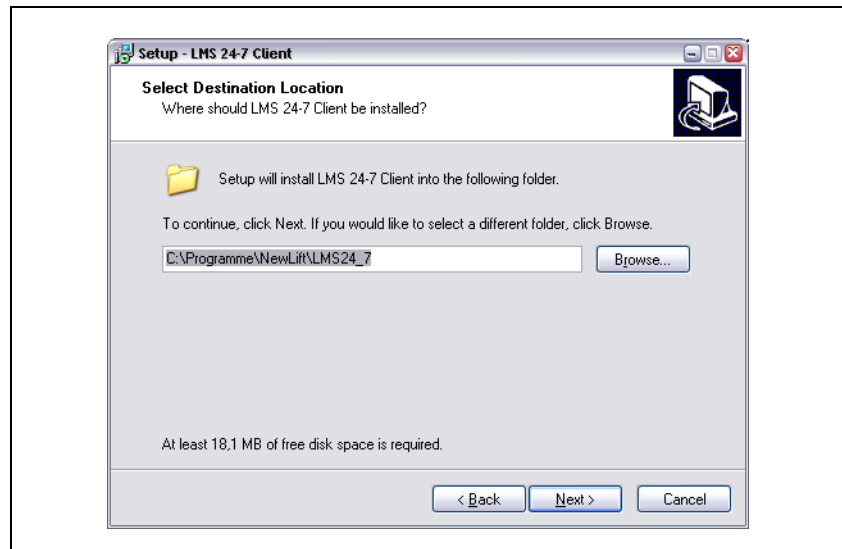 Setup - LMS 24-7 Client
Select Destination Location
Where should LMS 24-7 Client be installed?
Setup will install LMS 24-7 Client into the following folder.
To continue, click Next. If you would like to select a different folder, click Browse.
C:\Programme\NewLift\LMS24_7
Browse...
At least 18,1 MB of free disk space is required.
< Back
Next >
Cancel